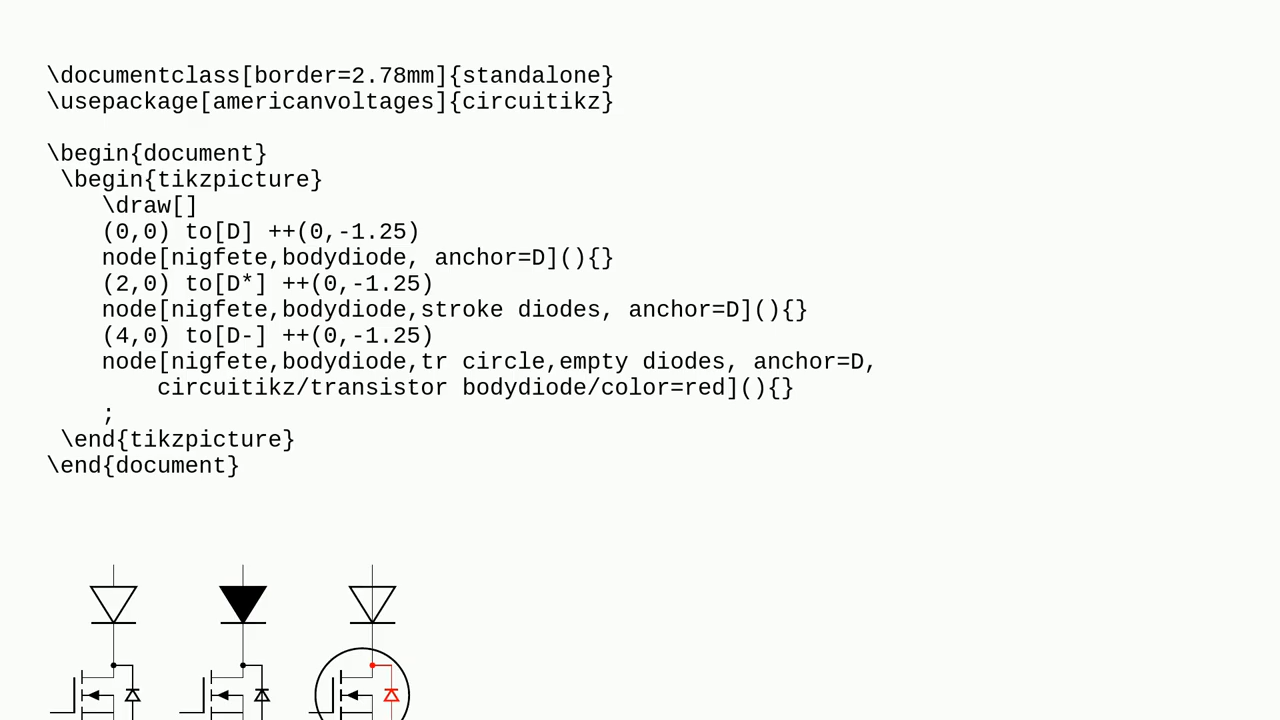 \documentclass[border=2.78mm]{standalone}
\usepackage[americanvoltages]{circuitikz}
\begin{document}
\begin{tikzpicture}
\draw[]
(0,0) to[D] ++(0,-1.25)
node[nigfete,bodydiode, anchor=D](){}
(2,0) to[D*] ++(0,-1.25)
node[nigfete,bodydiode,stroke diodes, anchor=D](){}
(4,0) to[D-] ++(0,-1.25)
node[nigfete,bodydiode,tr circle,empty diodes, anchor=D,
circuitikz/transistor bodydiode/color=red](){}
;
\end{tikzpicture}
\end{document}